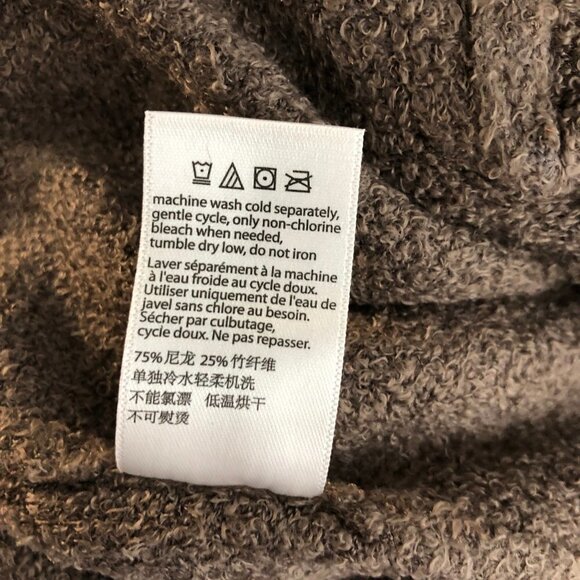 machine wash cold separately,
gentle cycle, only non-chlorine
bleach when needed,
tumble dry low, do not iron
Laver séparément à la machine
à l'eau froide au cycle doux.
Utiliser uniquement de l'eau de
javel sans chlore au besoin.
Sécher par culbutage,
cycle doux. Ne pas repasser.
75% 尼龙 25% 竹纤维
单独冷水轻柔机洗
不能氯漂 低温烘干
不可熨烫